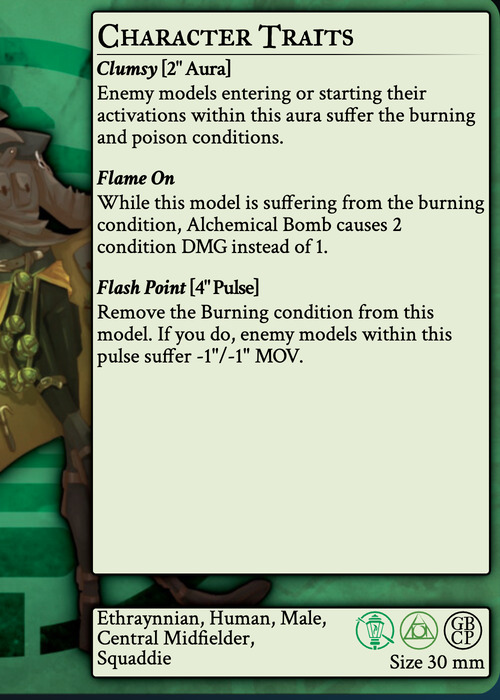 Character Traits
Clumsy [2" Aura]
Enemy models entering or starting their
activations within this aura suffer the burning
and poison conditions.
Flame On
While this model is suffering from the burning
condition, Alchemical Bomb causes 2
condition DMG instead of 1.
Flash Point [4" Pulse]
Remove the Burning condition from this
model. If you do, enemy models within this
pulse suffer -1"/-1" MOV.
Ethraynnian, Human, Male,
Central Midfielder,
Squaddie
GB
CP
Size 30 mm